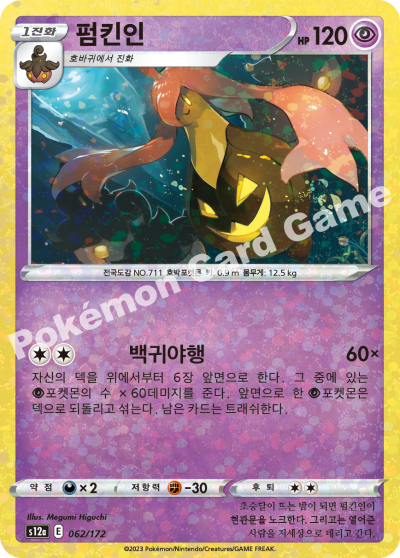 1진화
펌킨인
HP 120
호바귀에서 진화
전국도감 NO.711 호박포켓몬 키: 0.9 m 몸무게: 12.5 kg
Pokémon Card Game
백귀야행 60×
자신의 덱을 위에서부터 6장 앞면으로 한다. 그 중에 있는
포켓몬의 수 ×60데미지를 준다. 앞면으로 한 포켓몬은
덱으로 되돌리고 섞는다. 남은 카드는 트래쉬한다.
약점 ×2 저항력 -30 후퇴
Illus. Megumi Higuchi
s12a E 062/172
초승달이 뜨는 밤이 되면 펌킨인이
현관문을 노크한다. 그리고는 열어준
사람을 저세상으로 데리고 간다.
©2023 Pokémon/Nintendo/Creatures/GAME FREAK.